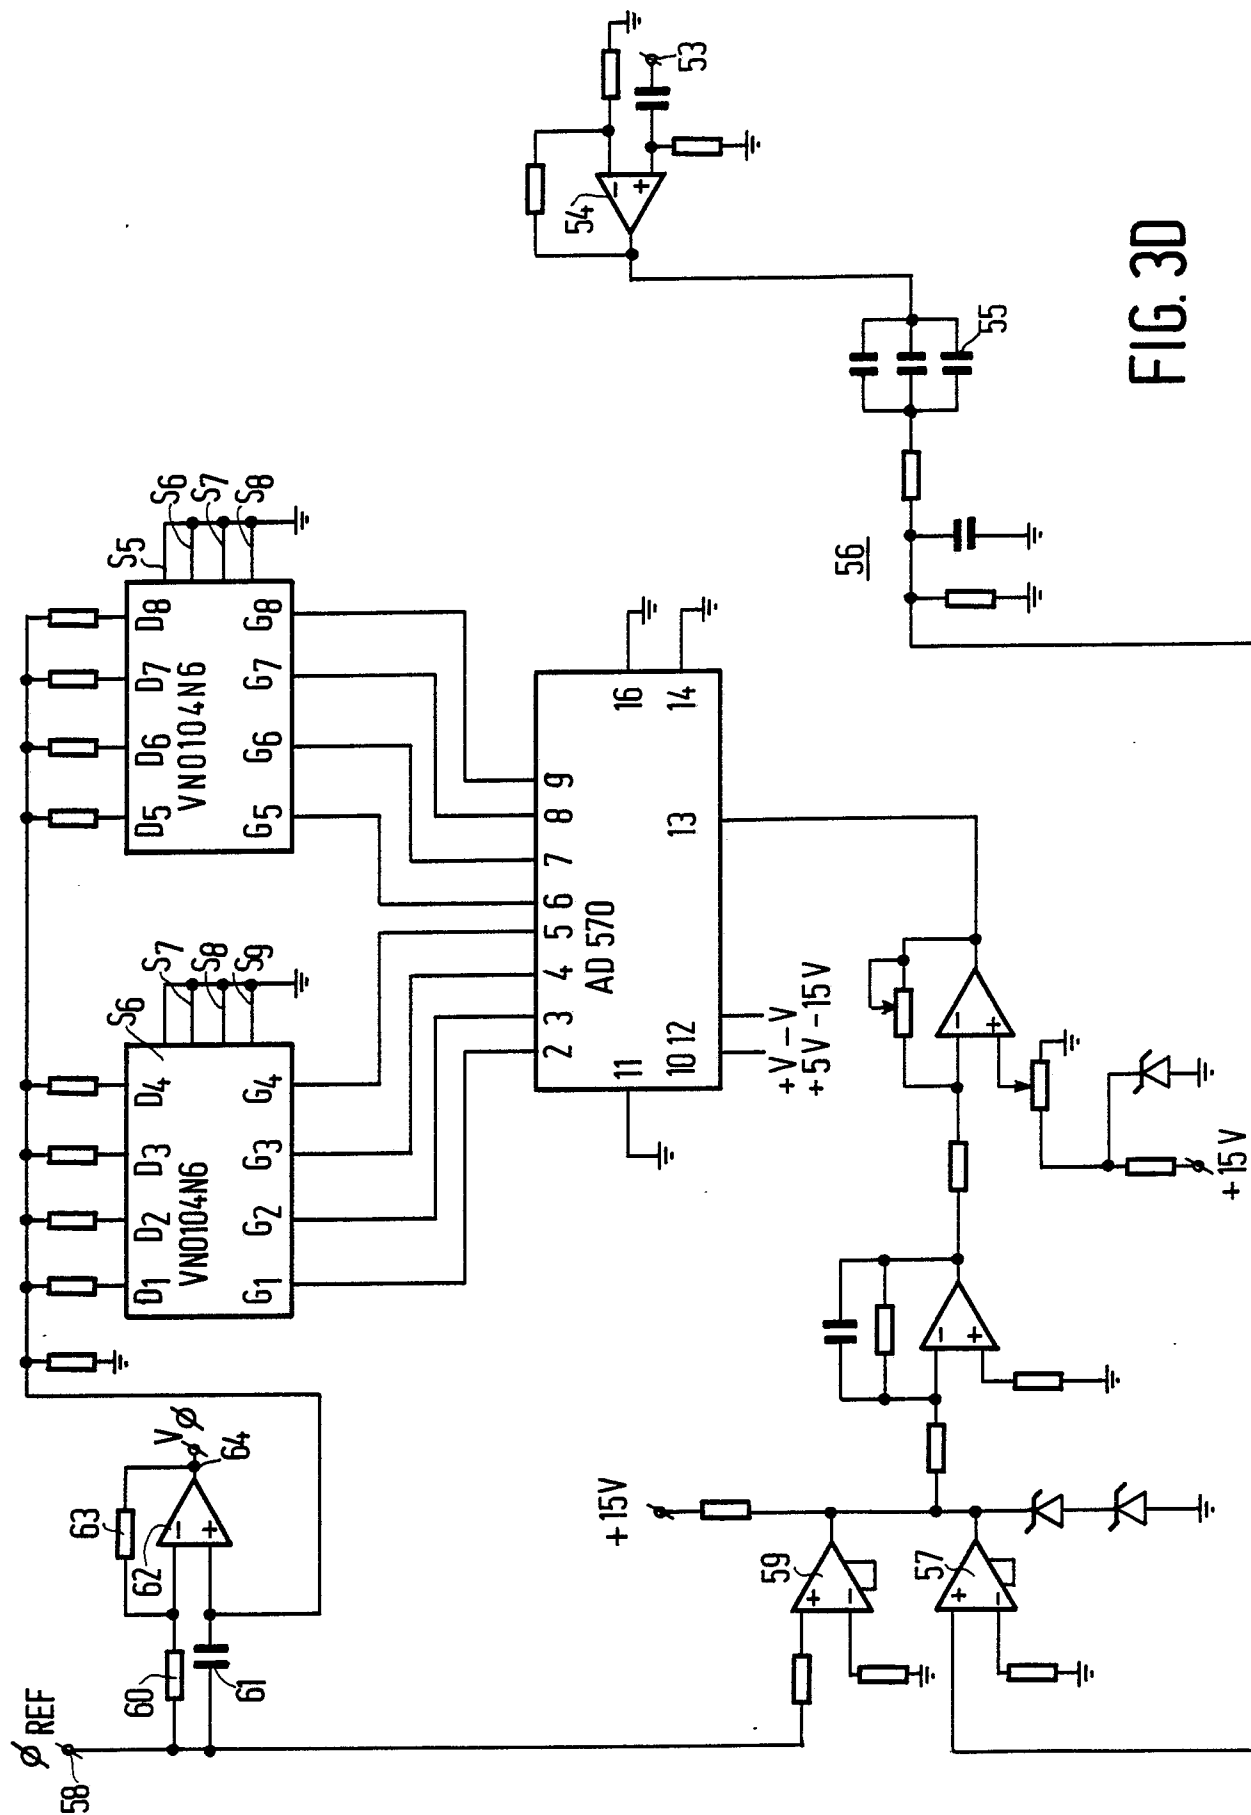 FIG. 3D
53
54
55
56
S5
S6
S7
S8
D5 D6 D7 D8
VN0104N6
G5 G6 G7 G8
S6
S7
S8
S9
D1 D2 D3 D4
VN0104N6
G1 G2 G3 G4
2 3 4 5 6 7 8 9
AD 570
11
16
10 12
13
14
+V -V
+5V -15V
VØ
64
63
62
- +
60
61
Ø REF
58
+15V
59
+ -
57
+ -
- +
- +
+15V
- +